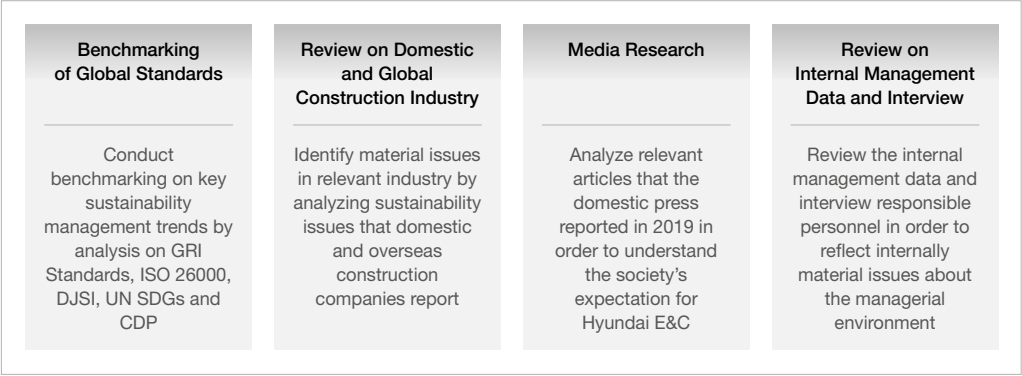 Benchmarking
of Global Standards
Conduct
benchmarking on key
sustainability
management trends by
analysis on GRI
Standards, ISO 26000,
DJSI, UN SDGs and
CDP
Review on Domestic
and Global
Construction Industry
Identify material issues
in relevant industry by
analyzing sustainability
issues that domestic
and overseas
construction
companies report
Media Research
Analyze relevant
articles that the
domestic press
reported in 2019 in
order to understand
the society's
expectation for
Hyundai E&C
Review on
Internal Management
Data and Interview
Review the internal
management data and
interview responsible
personnel in order to
reflect internally
material issues about
the managerial
environment